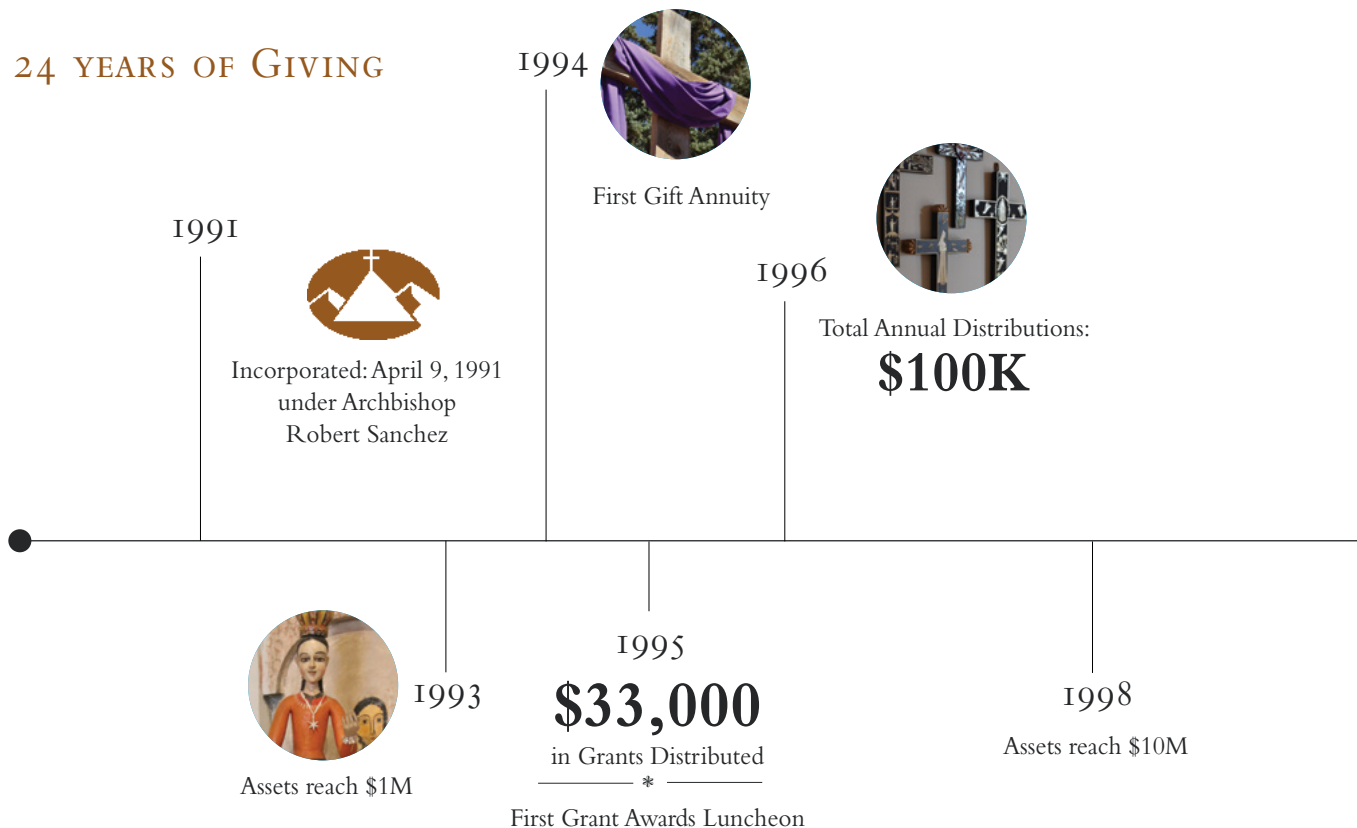 24 YEARS OF GIVING
1991
Incorporated: April 9, 1991
under Archbishop
Robert Sanchez
1993
Assets reach $1M
1994
First Gift Annuity
1995
$33,000
in Grants Distributed
*
First Grant Awards Luncheon
1996
Total Annual Distributions:
$100K
1998
Assets reach $10M